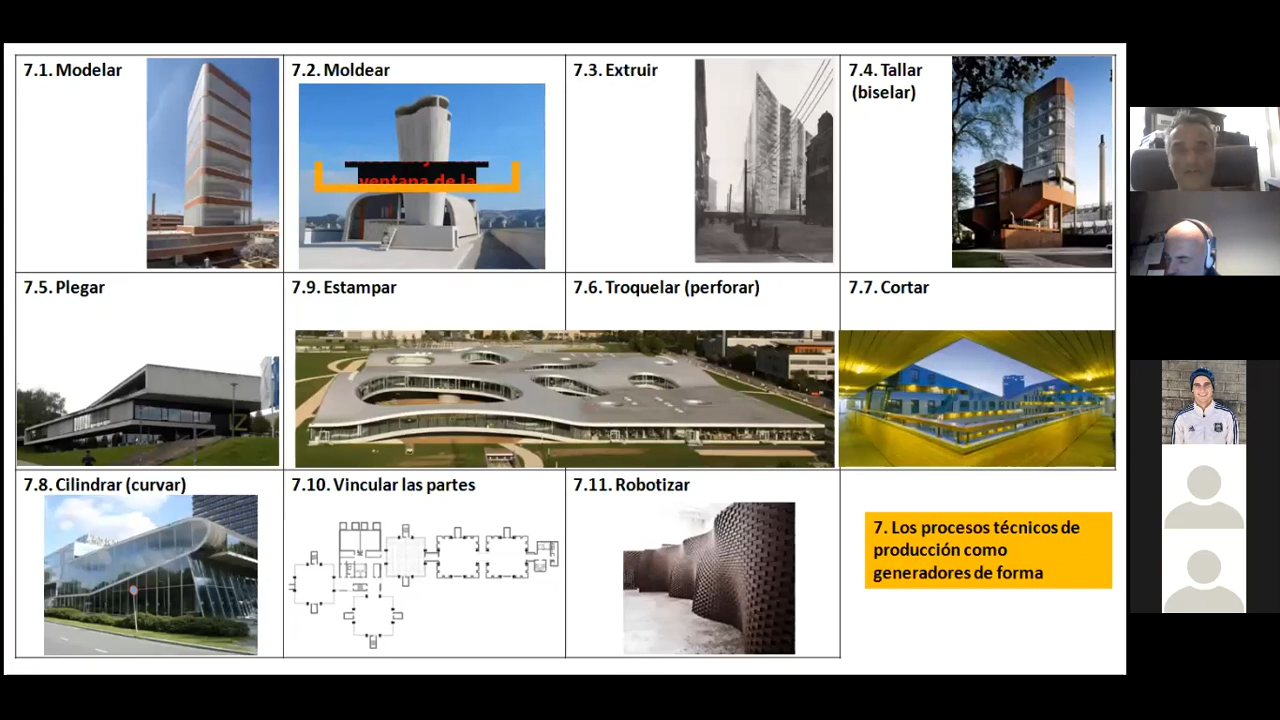 7.1. Modelar
7.2. Moldear
7.3. Extruir
7.4. Tallar
(biselar)
ventana de la
7.5. Plegar
7.9. Estampar
7.6. Troquelar (perforar)
7.7. Cortar
7.8. Cilindrar (curvar)
7.10. Vincular las partes
7.11. Robotizar
7. Los procesos técnicos de
producción como
generadores de forma